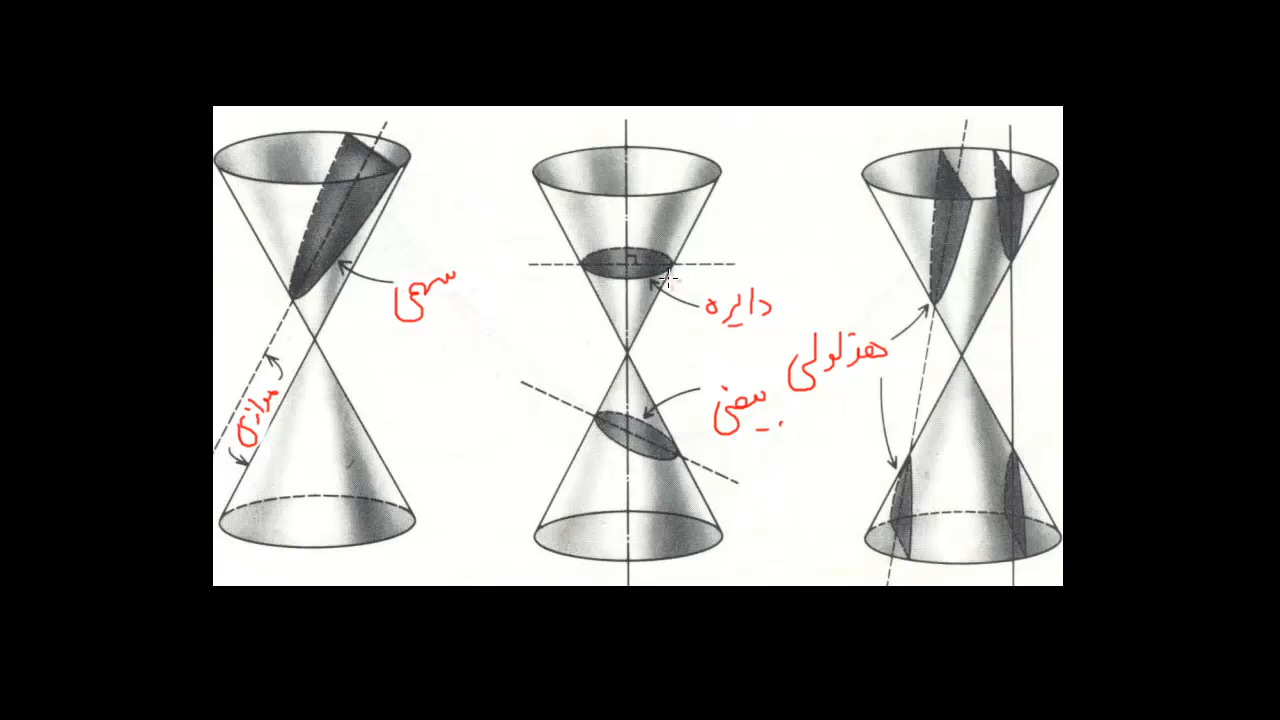 سهمی
موازی
دایره
بیضی
هذلولی